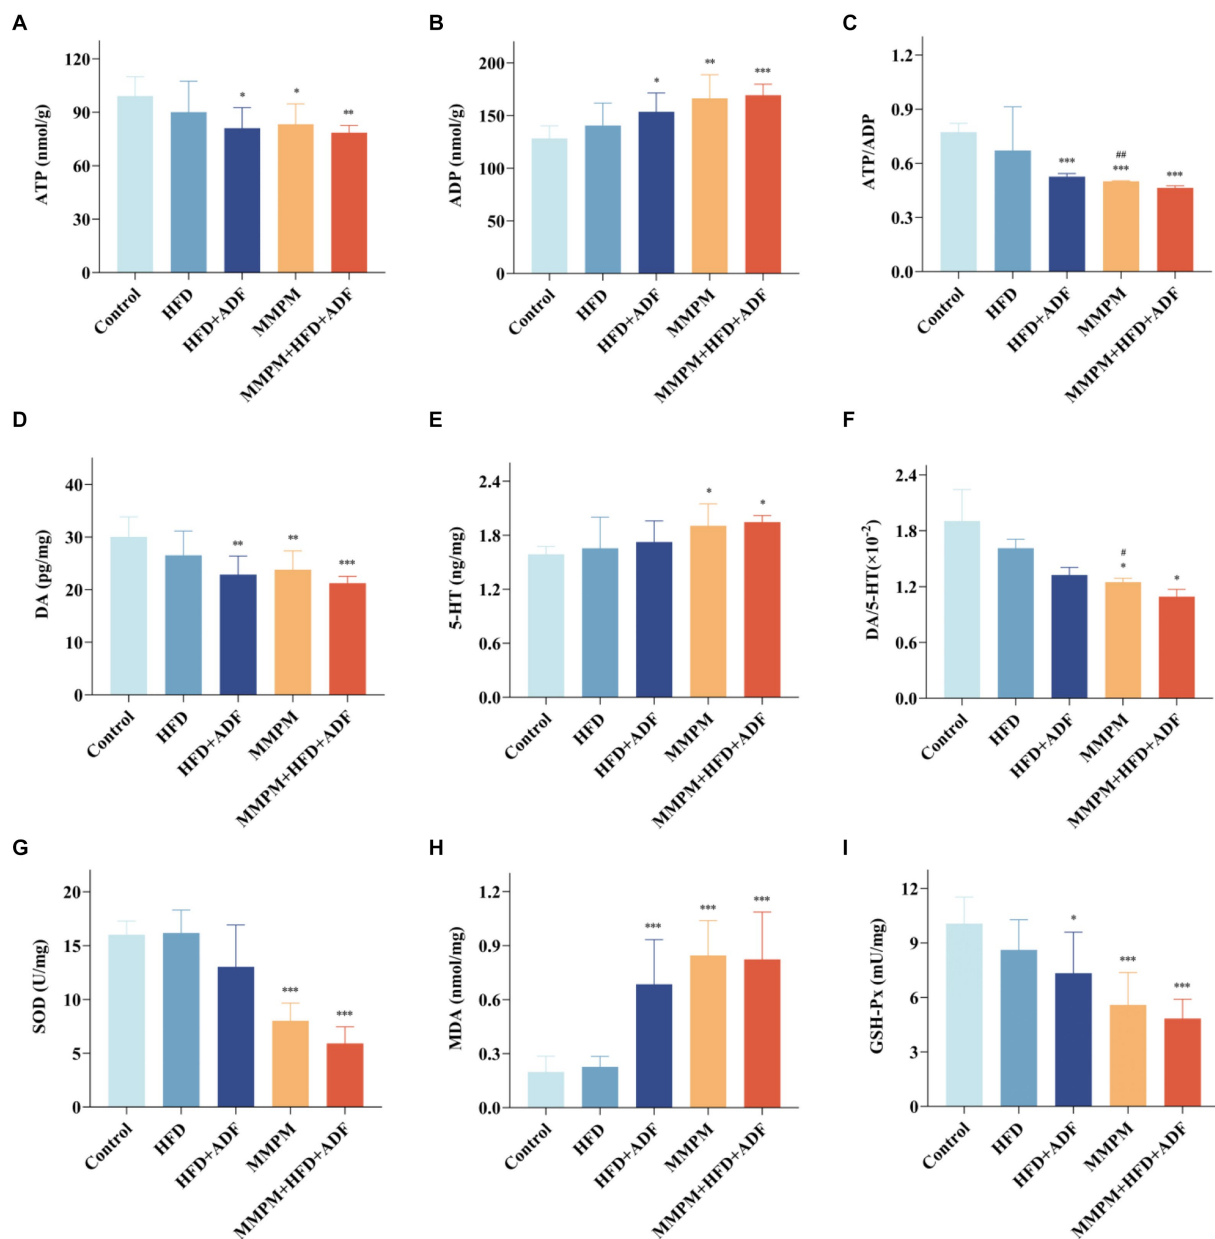 A
ATP (nmol/g)
120
90
60
30
0
*
*
**
Control
HFD
HFD+ADF
MMPM
MMPM+HFD+ADF
B
ADP (nmol/g)
200
150
100
50
0
*
**
***
Control
HFD
HFD+ADF
MMPM
MMPM+HFD+ADF
C
ATP/ADP
1.2
0.9
0.6
0.3
0.0
***
##
***
***
Control
HFD
HFD+ADF
MMPM
MMPM+HFD+ADF
D
DA (pg/mg)
40
30
20
10
0
**
**
***
Control
HFD
HFD+ADF
MMPM
MMPM+HFD+ADF
E
5-HT (ng/mg)
2.4
1.8
1.2
0.6
0.0
*
*
Control
HFD
HFD+ADF
MMPM
MMPM+HFD+ADF
F
DA/5-HT(×10⁻²)
2.4
1.8
1.2
0.6
0.0
#
*
*
Control
HFD
HFD+ADF
MMPM
MMPM+HFD+ADF
G
SOD (U/mg)
20
15
10
5
0
***
***
Control
HFD
HFD+ADF
MMPM
MMPM+HFD+ADF
H
MDA (nmol/mg)
1.2
0.9
0.6
0.3
0.0
***
***
***
Control
HFD
HFD+ADF
MMPM
MMPM+HFD+ADF
I
GSH-Px (mU/mg)
12
9
6
3
0
*
***
***
Control
HFD
HFD+ADF
MMPM
MMPM+HFD+ADF